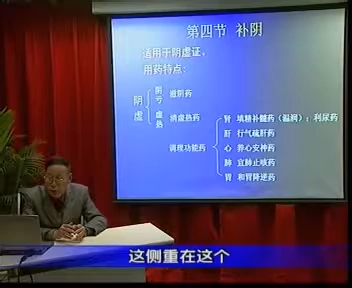 第四节 补阴
适用于阴虚证。
用药特点：
阴虚
阴亏 滋阴药
虚热 清虚热药
调理功能药
肾 填精补髓药（温润）；利尿药
肝 行气疏肝药
心 养心安神药
肺 宣肺止咳药
胃 和胃降逆药
这侧重在这个